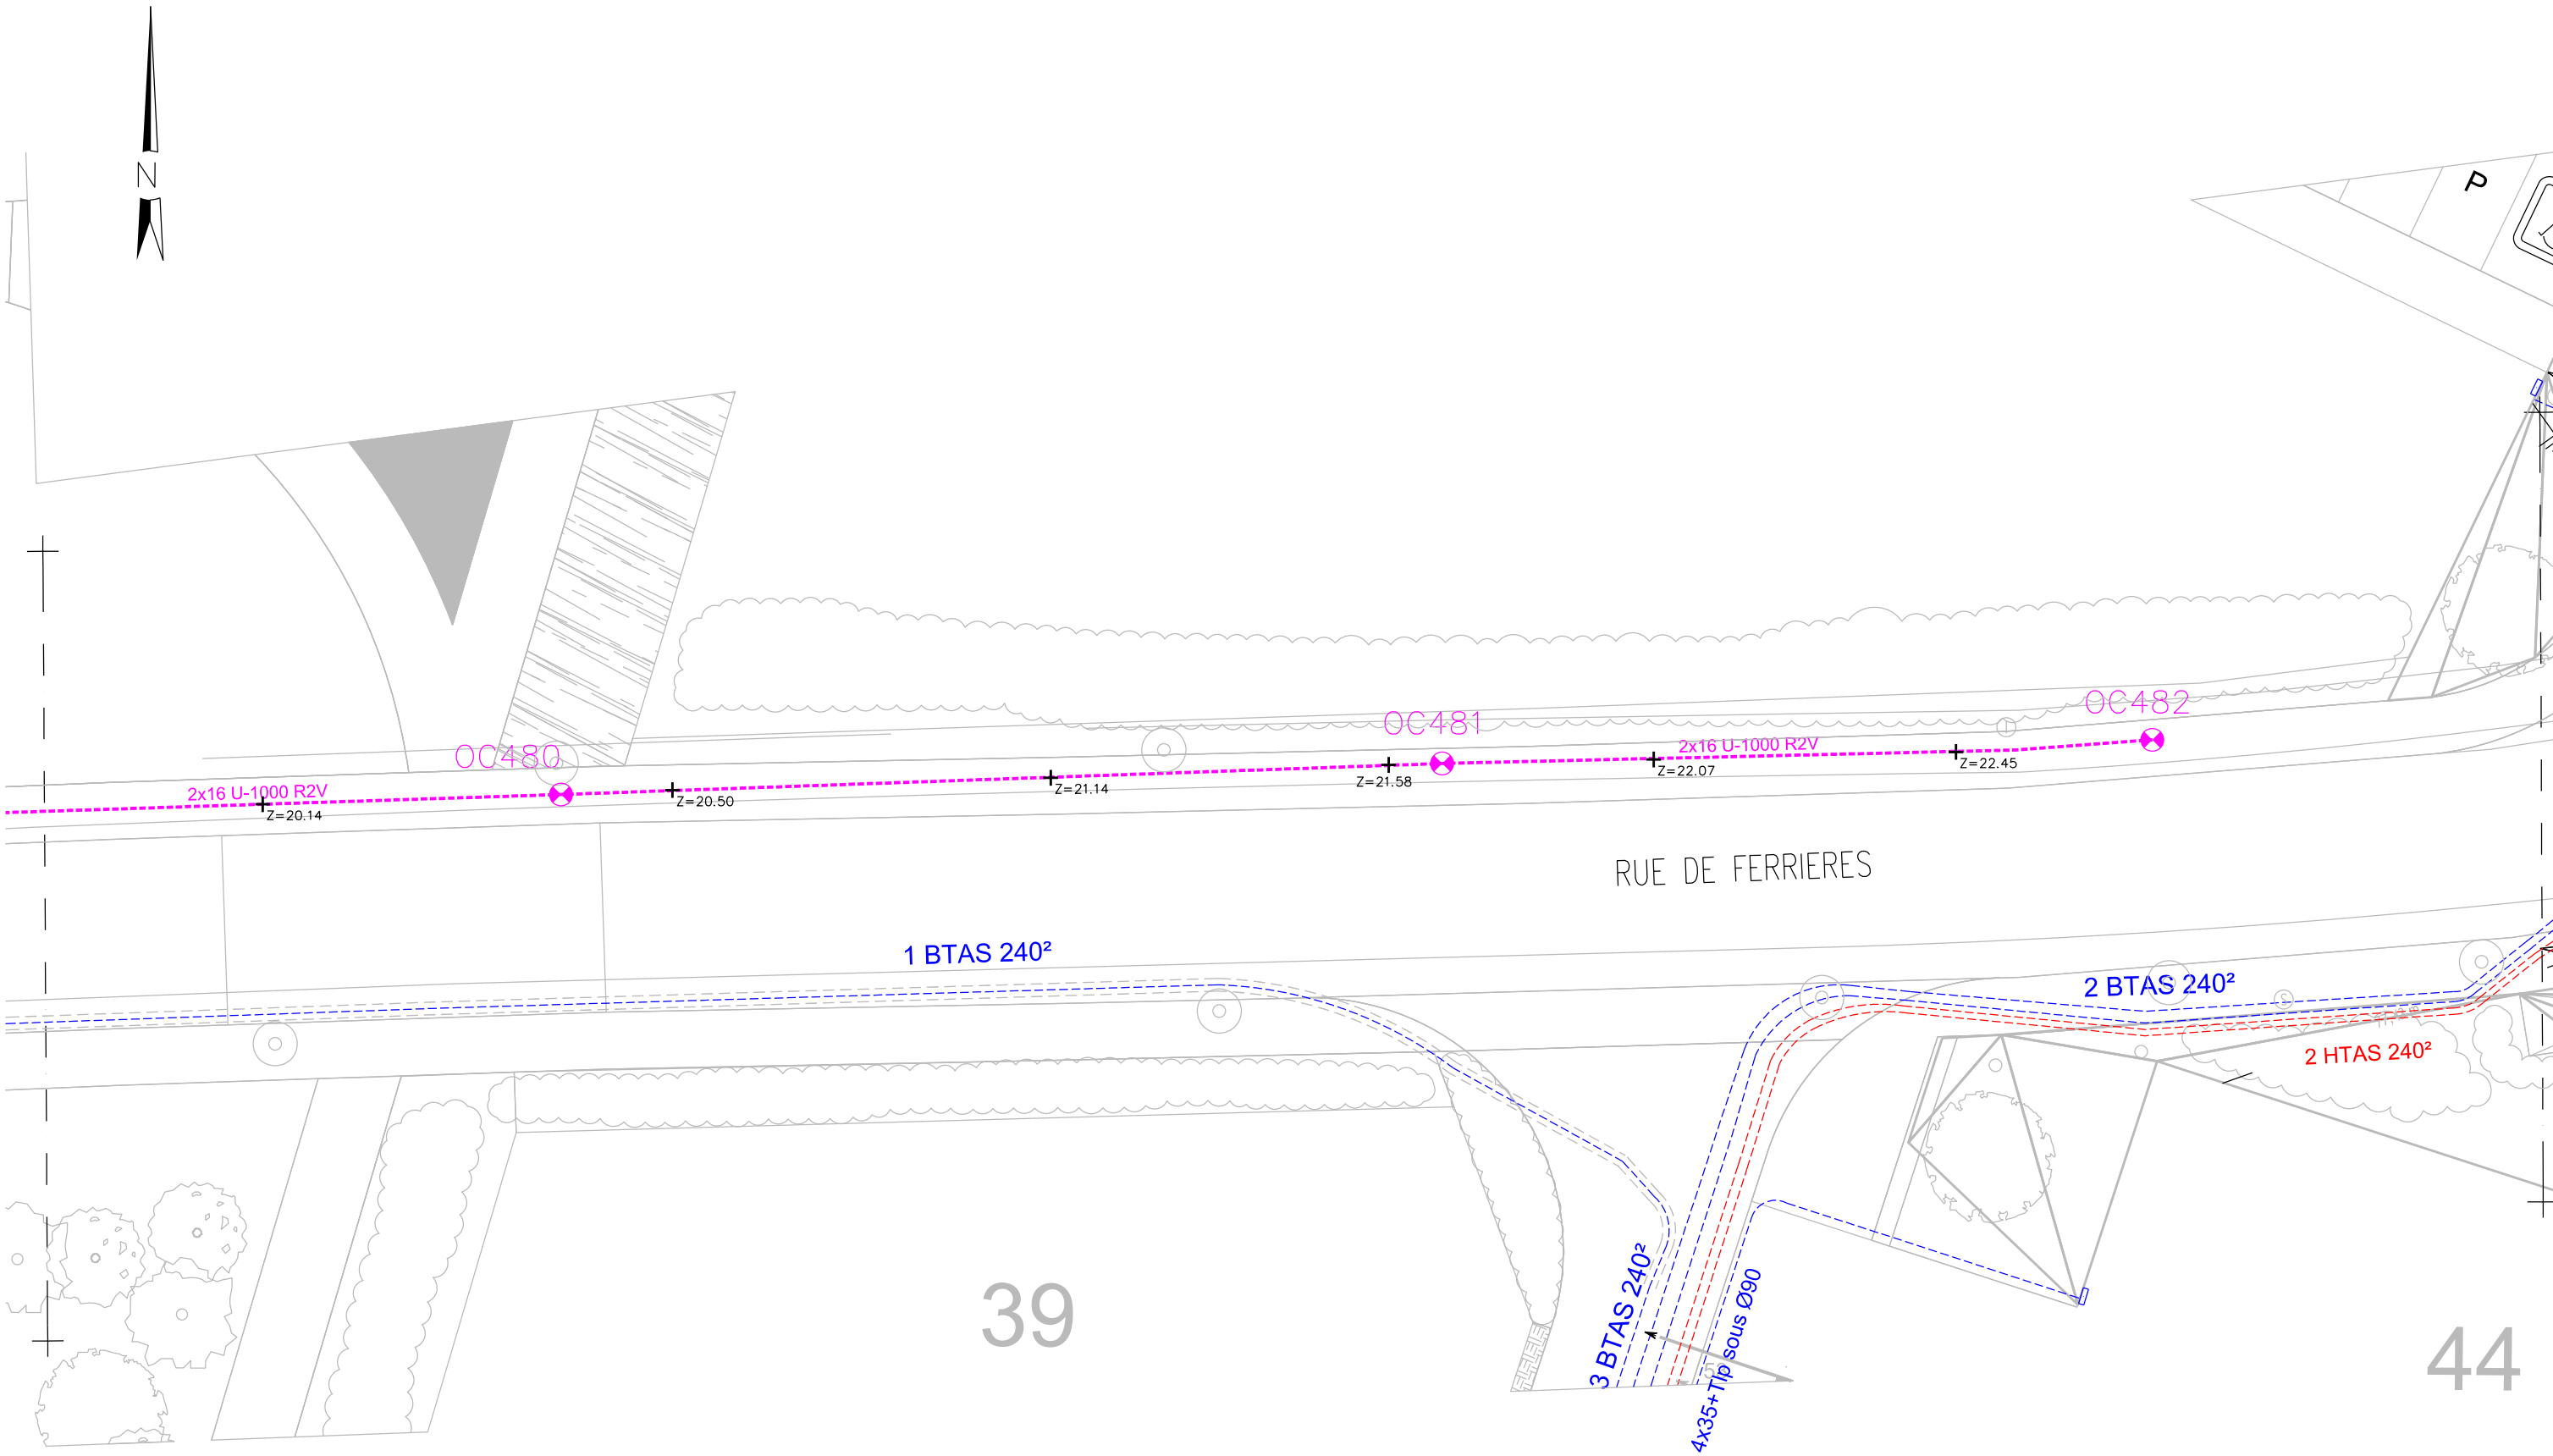 N
P
OC482
OC481
2x16 U-1000 R2V
OC480
Z=22.45
Z=22.07
Z=21.58
2x16 U-1000 R2V
Z=21.14
Z=20.50
Z=20.14
RUE DE FERRIERES
1 BTAS 240²
2 BTAS 240²
2 HTAS 240²
3 BTAS 240²
4x35+Tlp sous Ø90
39
44